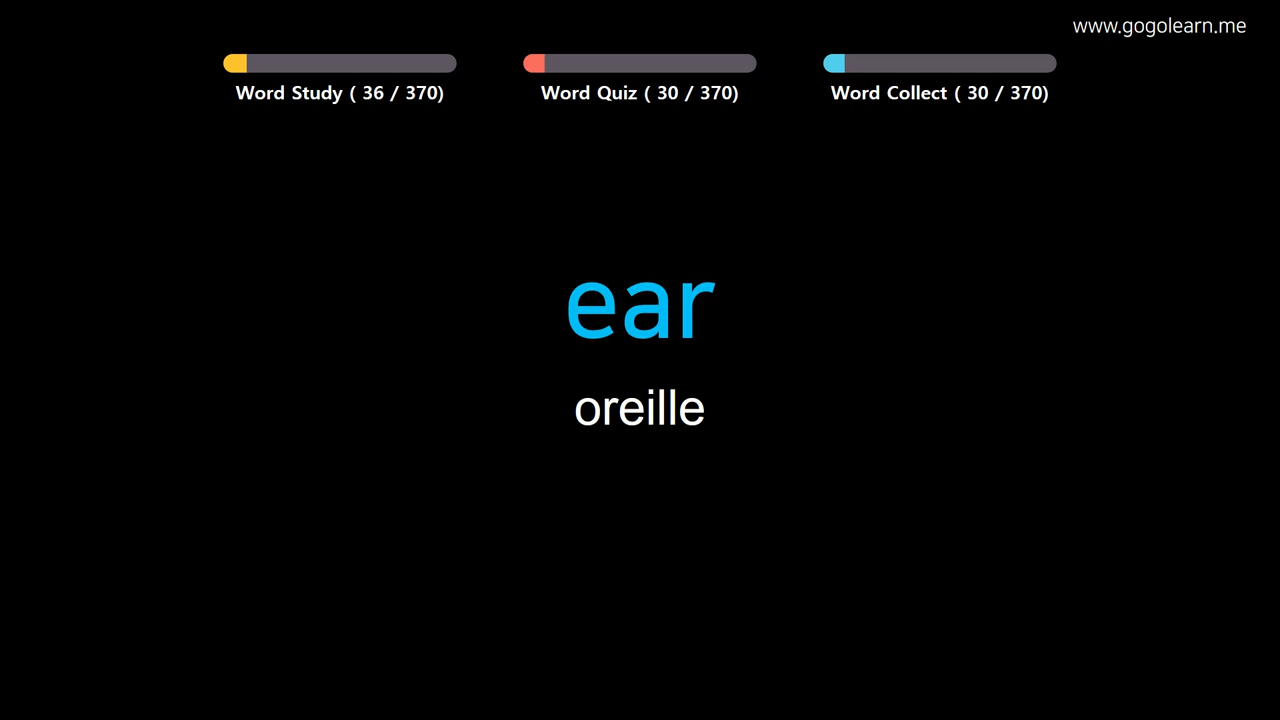 www.gogolearn.me
Word Study ( 36 / 370)
Word Quiz ( 30 / 370)
Word Collect ( 30 / 370)
ear
oreille